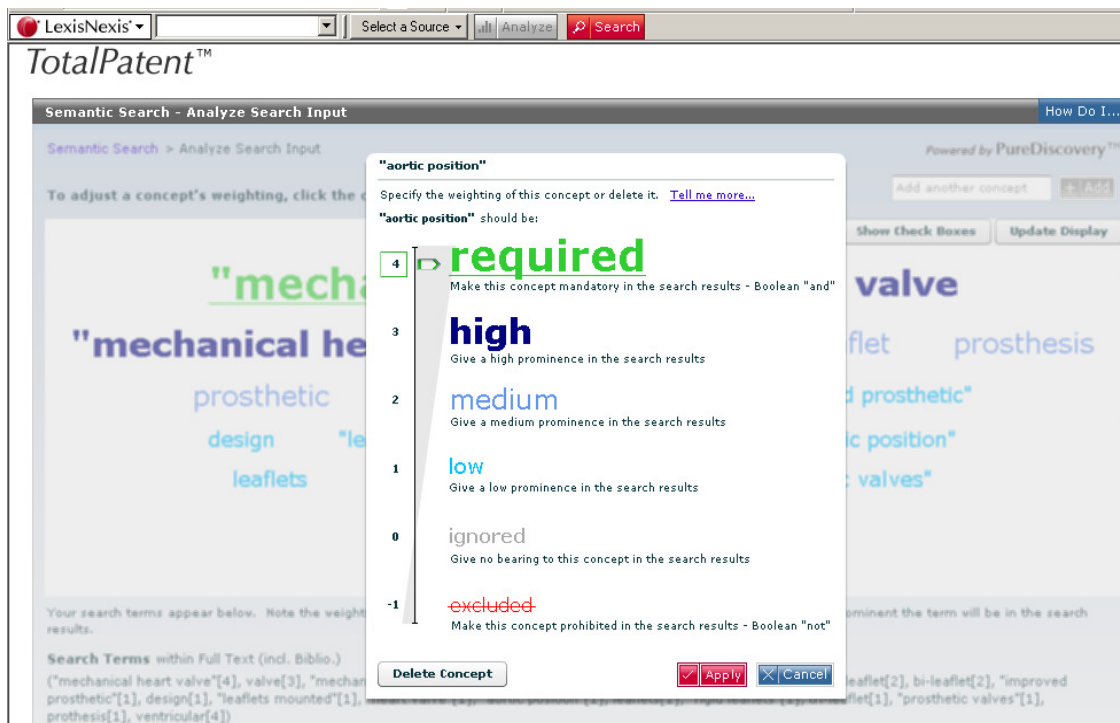 LexisNexis®
Select a Source
Analyze
Search
TotalPatent™
Semantic Search - Analyze Search Input
How Do I...
Semantic Search > Analyze Search Input
Powered by PureDiscovery™
To adjust a concept's weighting, click the
Add another concept
+ Add
Show Check Boxes
Update Display
"mech
valve
"mechanical he
flet
prosthesis
prosthetic
d prosthetic"
design
"le
ic position"
leaflets
valves"
"aortic position"
Specify the weighting of this concept or delete it. Tell me more...
"aortic position" should be:
4
required
Make this concept mandatory in the search results - Boolean "and"
3
high
Give a high prominence in the search results
2
medium
Give a medium prominence in the search results
1
low
Give a low prominence in the search results
0
ignored
Give no bearing to this concept in the search results
-1
excluded
Make this concept prohibited in the search results - Boolean "not"
Delete Concept
Apply
Cancel
Your search terms appear below. Note the weighti
ominent the term will be in the search
results.
Search Terms within Full Text (incl. Biblio.)
("mechanical heart valve"[4], valve[3], "mechan
leaflet[2], bi-leaflet[2], "improved
prosthetic"[1], design[1], "leaflets mounted"[1],
flet[1], "prosthetic valves"[1],
prothesis[1], ventricular[4])